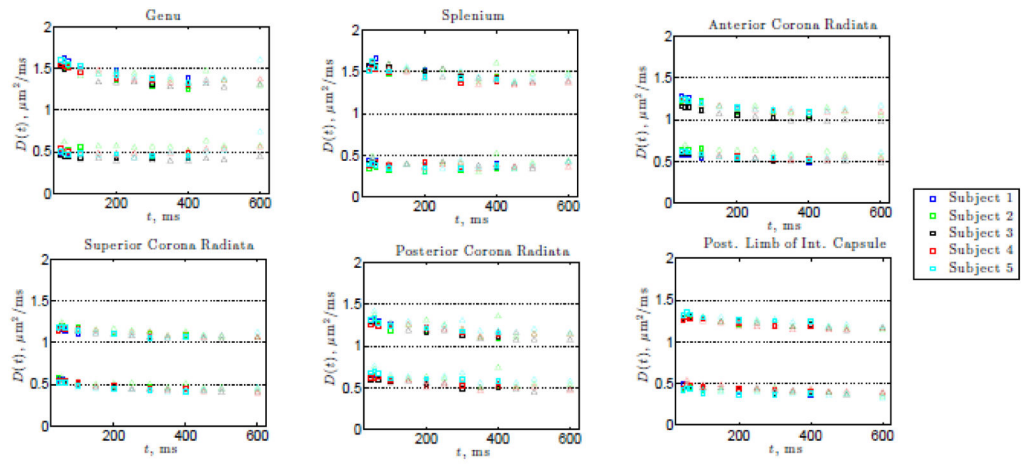 Genu
2
1.5
1
0.5
0
D(t), μm²/ms
200 400 600
t, ms
Splenium
2
1.5
1
0.5
0
D(t), μm²/ms
200 400 600
t, ms
Anterior Corona Radiata
2
1.5
1
0.5
0
D(t), μm²/ms
200 400 600
t, ms
Subject 1
Subject 2
Subject 3
Subject 4
Subject 5
Superior Corona Radiata
2
1.5
1
0.5
0
D(t), μm²/ms
200 400 600
t, ms
Posterior Corona Radiata
2
1.5
1
0.5
0
D(t), μm²/ms
200 400 600
t, ms
Post. Limb of Int. Capsule
2
1.5
1
0.5
0
D(t), μm²/ms
200 400 600
t, ms